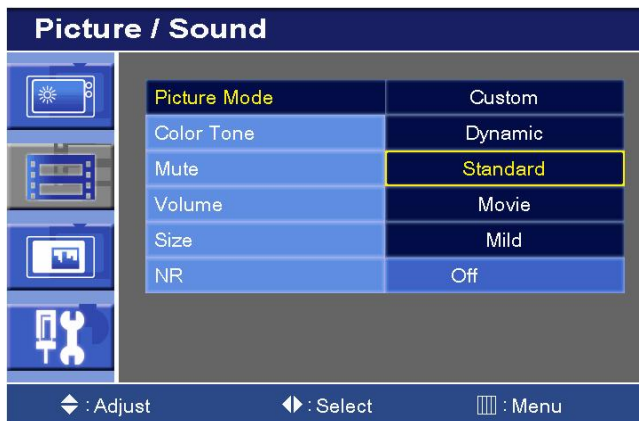 Picture / Sound
Picture Mode Custom
Color Tone Dynamic
Mute Standard
Volume Movie
Size Mild
NR Off
: Adjust : Select : Menu